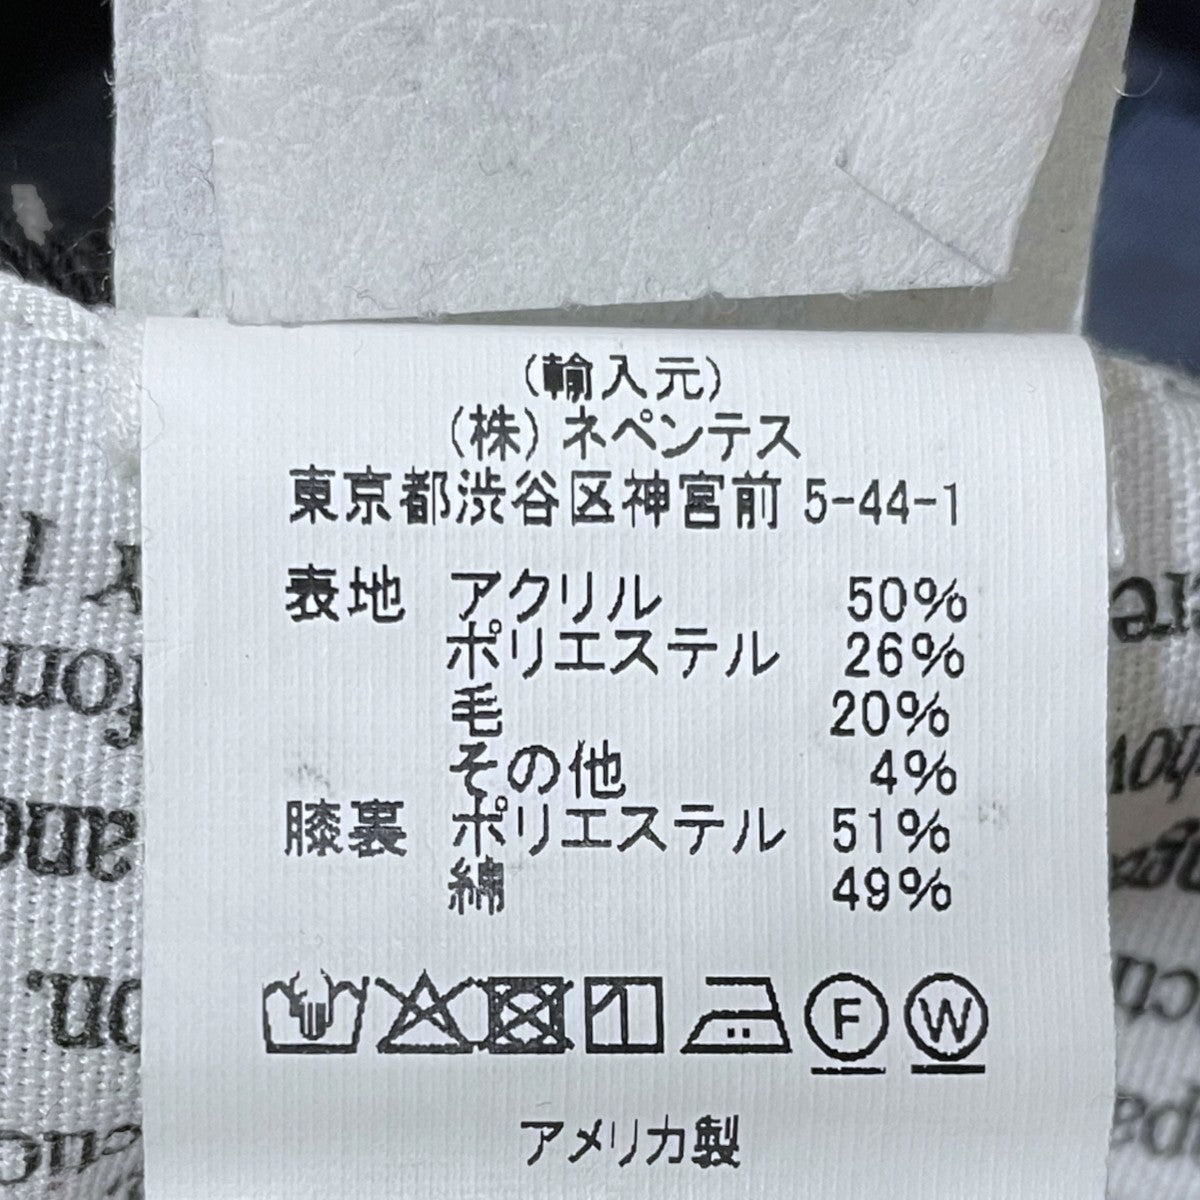 (輸入元)
(株) ネペンテス
東京都渋谷区神宮前 5-44-1
表地 アクリル 50%
ポリエステル 26%
毛 20%
その他 4%
膝裏 ポリエステル 51%
綿 49%
F W
アメリカ製